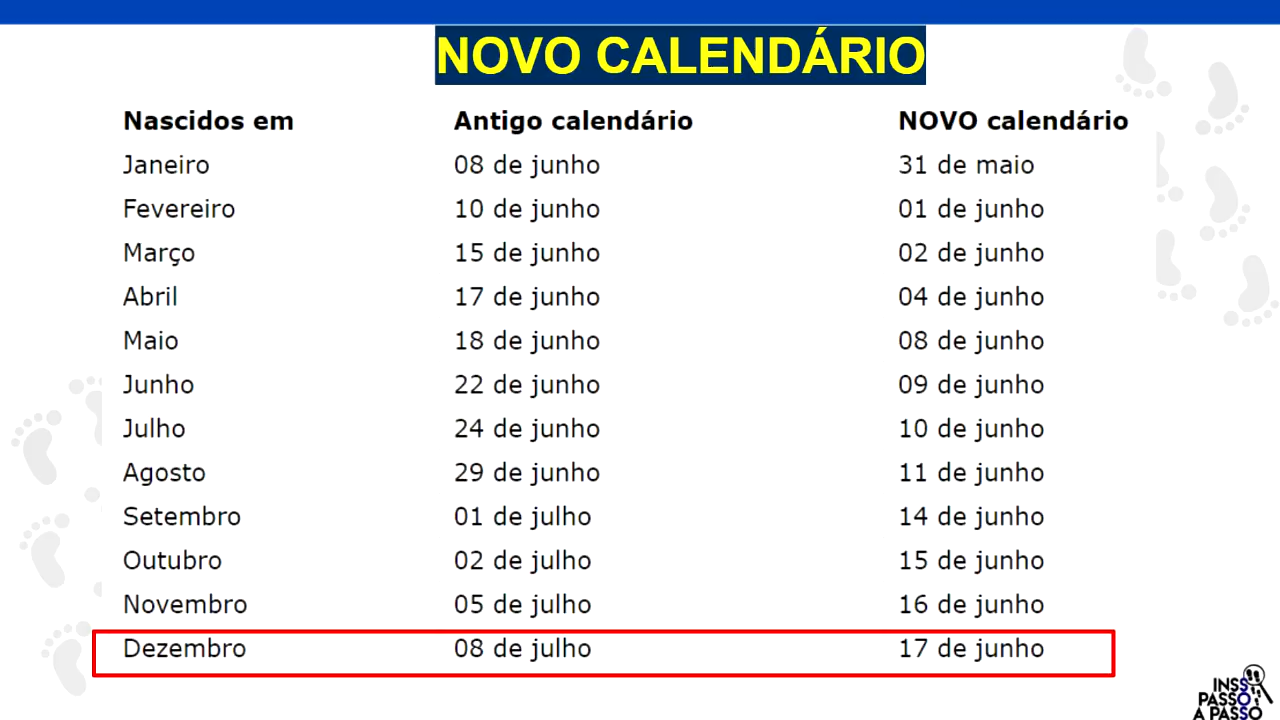 NOVO CALENDÁRIO
Nascidos em Antigo calendário NOVO calendário
Janeiro 08 de junho 31 de maio
Fevereiro 10 de junho 01 de junho
Março 15 de junho 02 de junho
Abril 17 de junho 04 de junho
Maio 18 de junho 08 de junho
Junho 22 de junho 09 de junho
Julho 24 de junho 10 de junho
Agosto 29 de junho 11 de junho
Setembro 01 de julho 14 de junho
Outubro 02 de julho 15 de junho
Novembro 05 de julho 16 de junho
Dezembro 08 de julho 17 de junho
INSS
PASSO
A PASSO